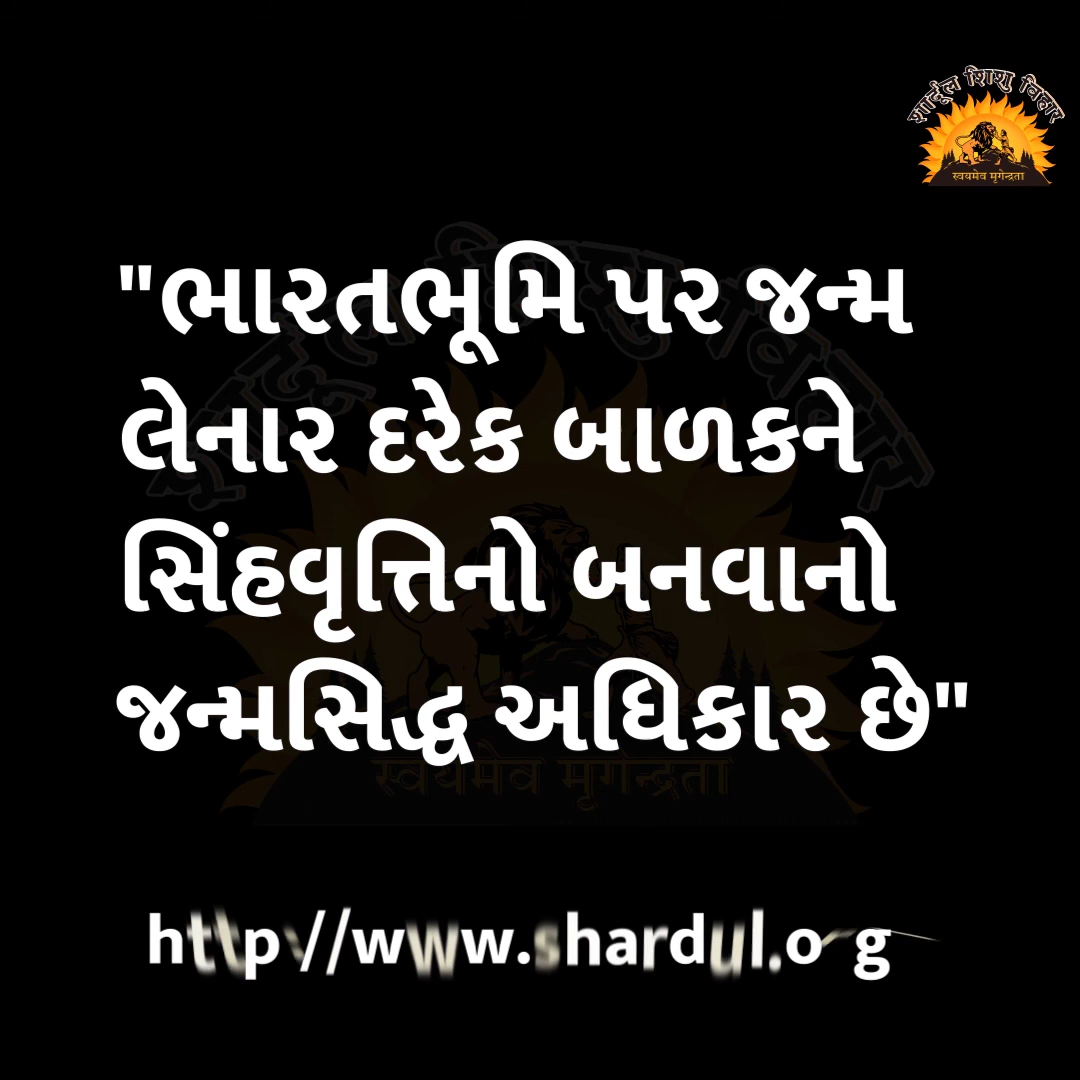 शार्दूल शिशु विहार
स्वयमेव मृगेन्द्रता
"ભારતભૂમિ પર જન્મ
લેનાર દરેક બાળકને
સિંહવૃત્તિનો બનવાનો
જન્મસિદ્ધ અધિકાર છે"